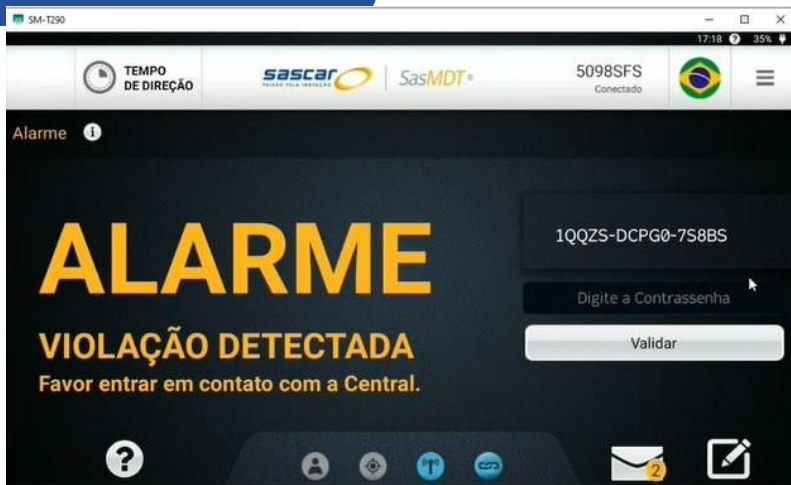 SM-T290
17:18 35%
TEMPO
DE DIREÇÃO
sascar
SasMDT
5098SFS
Conectado
Alarme
ALARME
VIOLAÇÃO DETECTADA
Favor entrar em contato com a Central.
1QQZS-DCPG0-7S8BS
Digite a Contrassenha
Validar
2